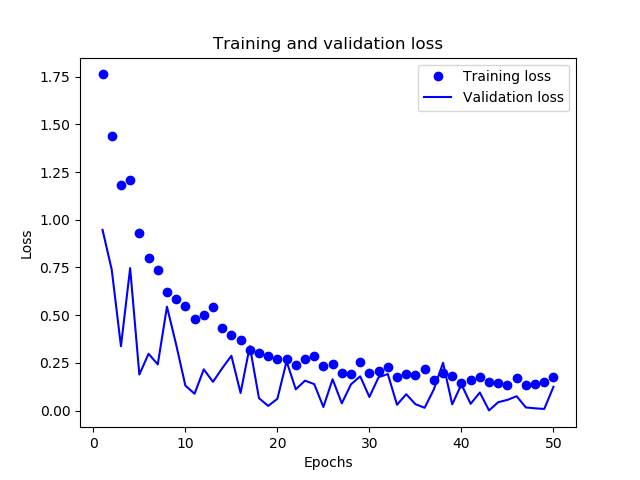 Training and validation loss
Training loss
Validation loss
1.75
1.50
1.25
1.00
0.75
0.50
0.25
0.00
Loss
0 10 20 30 40 50
Epochs